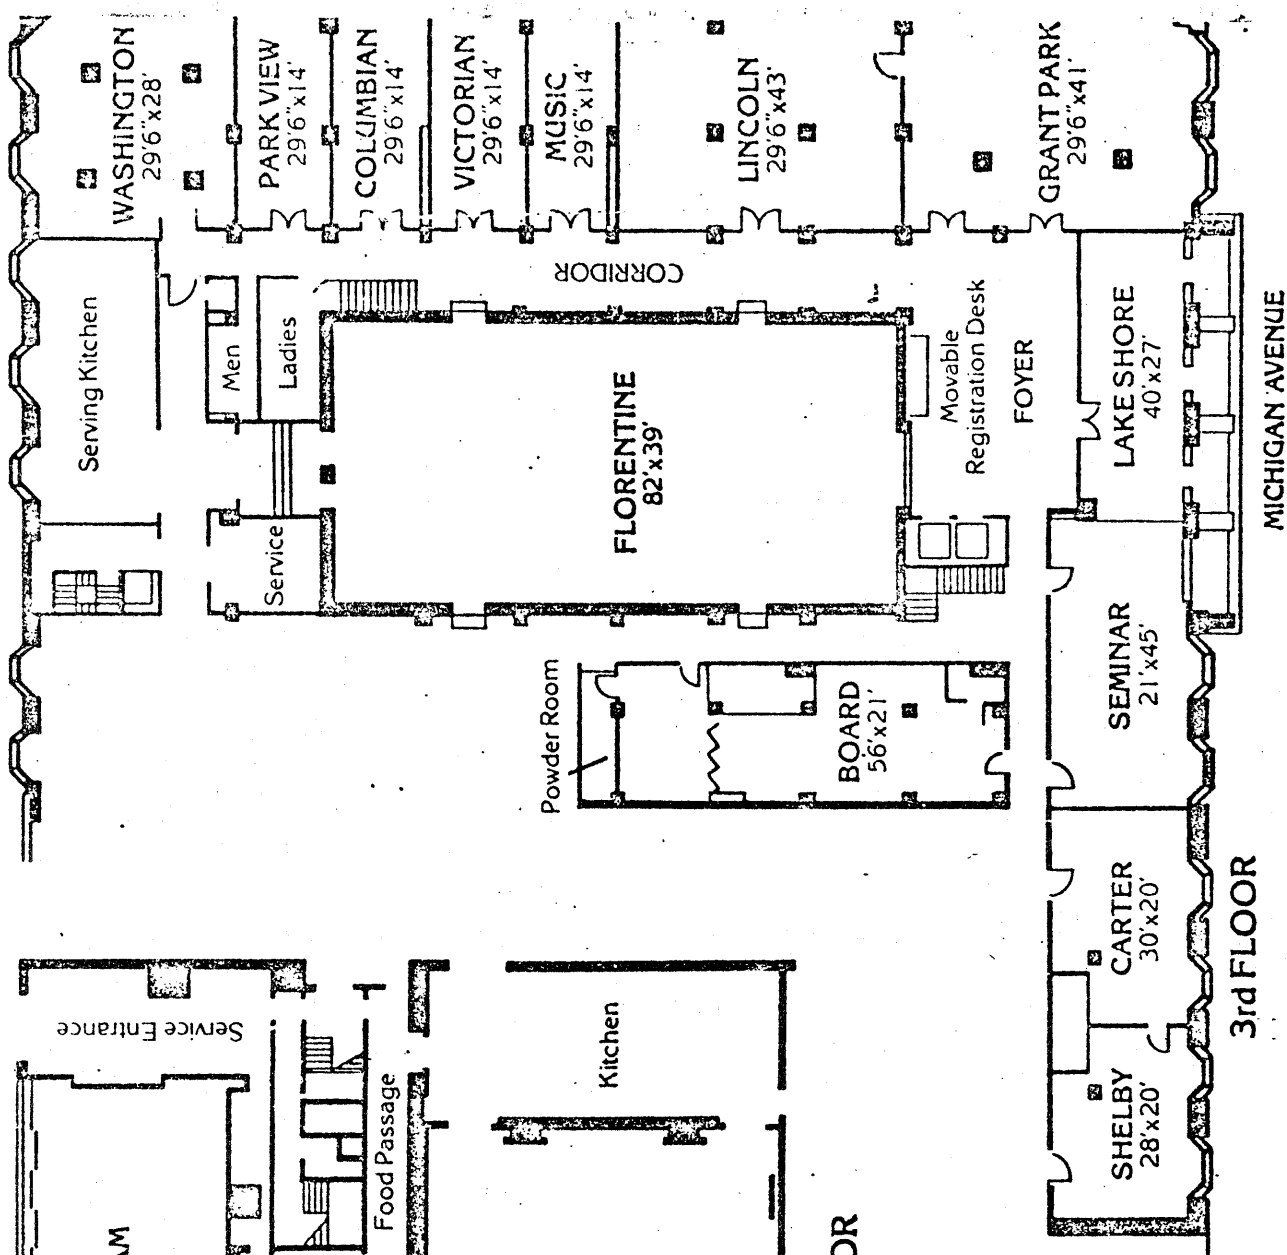 WASHINGTON
29'6"x28'
PARK VIEW
29'6"x14'
COLUMBIAN
29'6"x14'
VICTORIAN
29'6"x14'
MUSIC
29'6"x14'
LINCOLN
29'6"x43'
GRANT PARK
29'6"x41'
CORRIDOR
Serving Kitchen
Men
Ladies
Service
FLORENTINE
82'x39'
Movable
Registration Desk
FOYER
LAKE SHORE
40'x27'
MICHIGAN AVENUE
Powder Room
BOARD
56'x21'
SEMINAR
21'x45'
CARTER
30'x20'
SHELBY
28'x20'
3rd FLOOR
Service Entrance
Food Passage
Kitchen
AM
OR